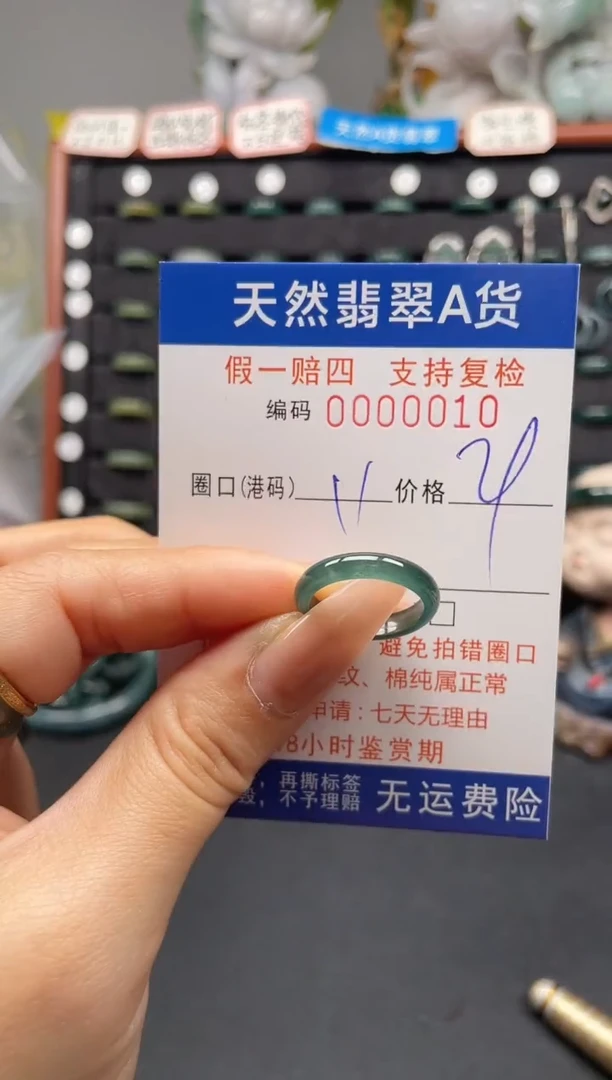 天然翡翠A货
假一赔四 支持复检
编码 0000010
圈口(港码) 11 价格
避免拍错圈口
纹、棉纯属正常
申请:七天无理由
8小时鉴赏期
再撕标签
毁,不予理赔
无运费险